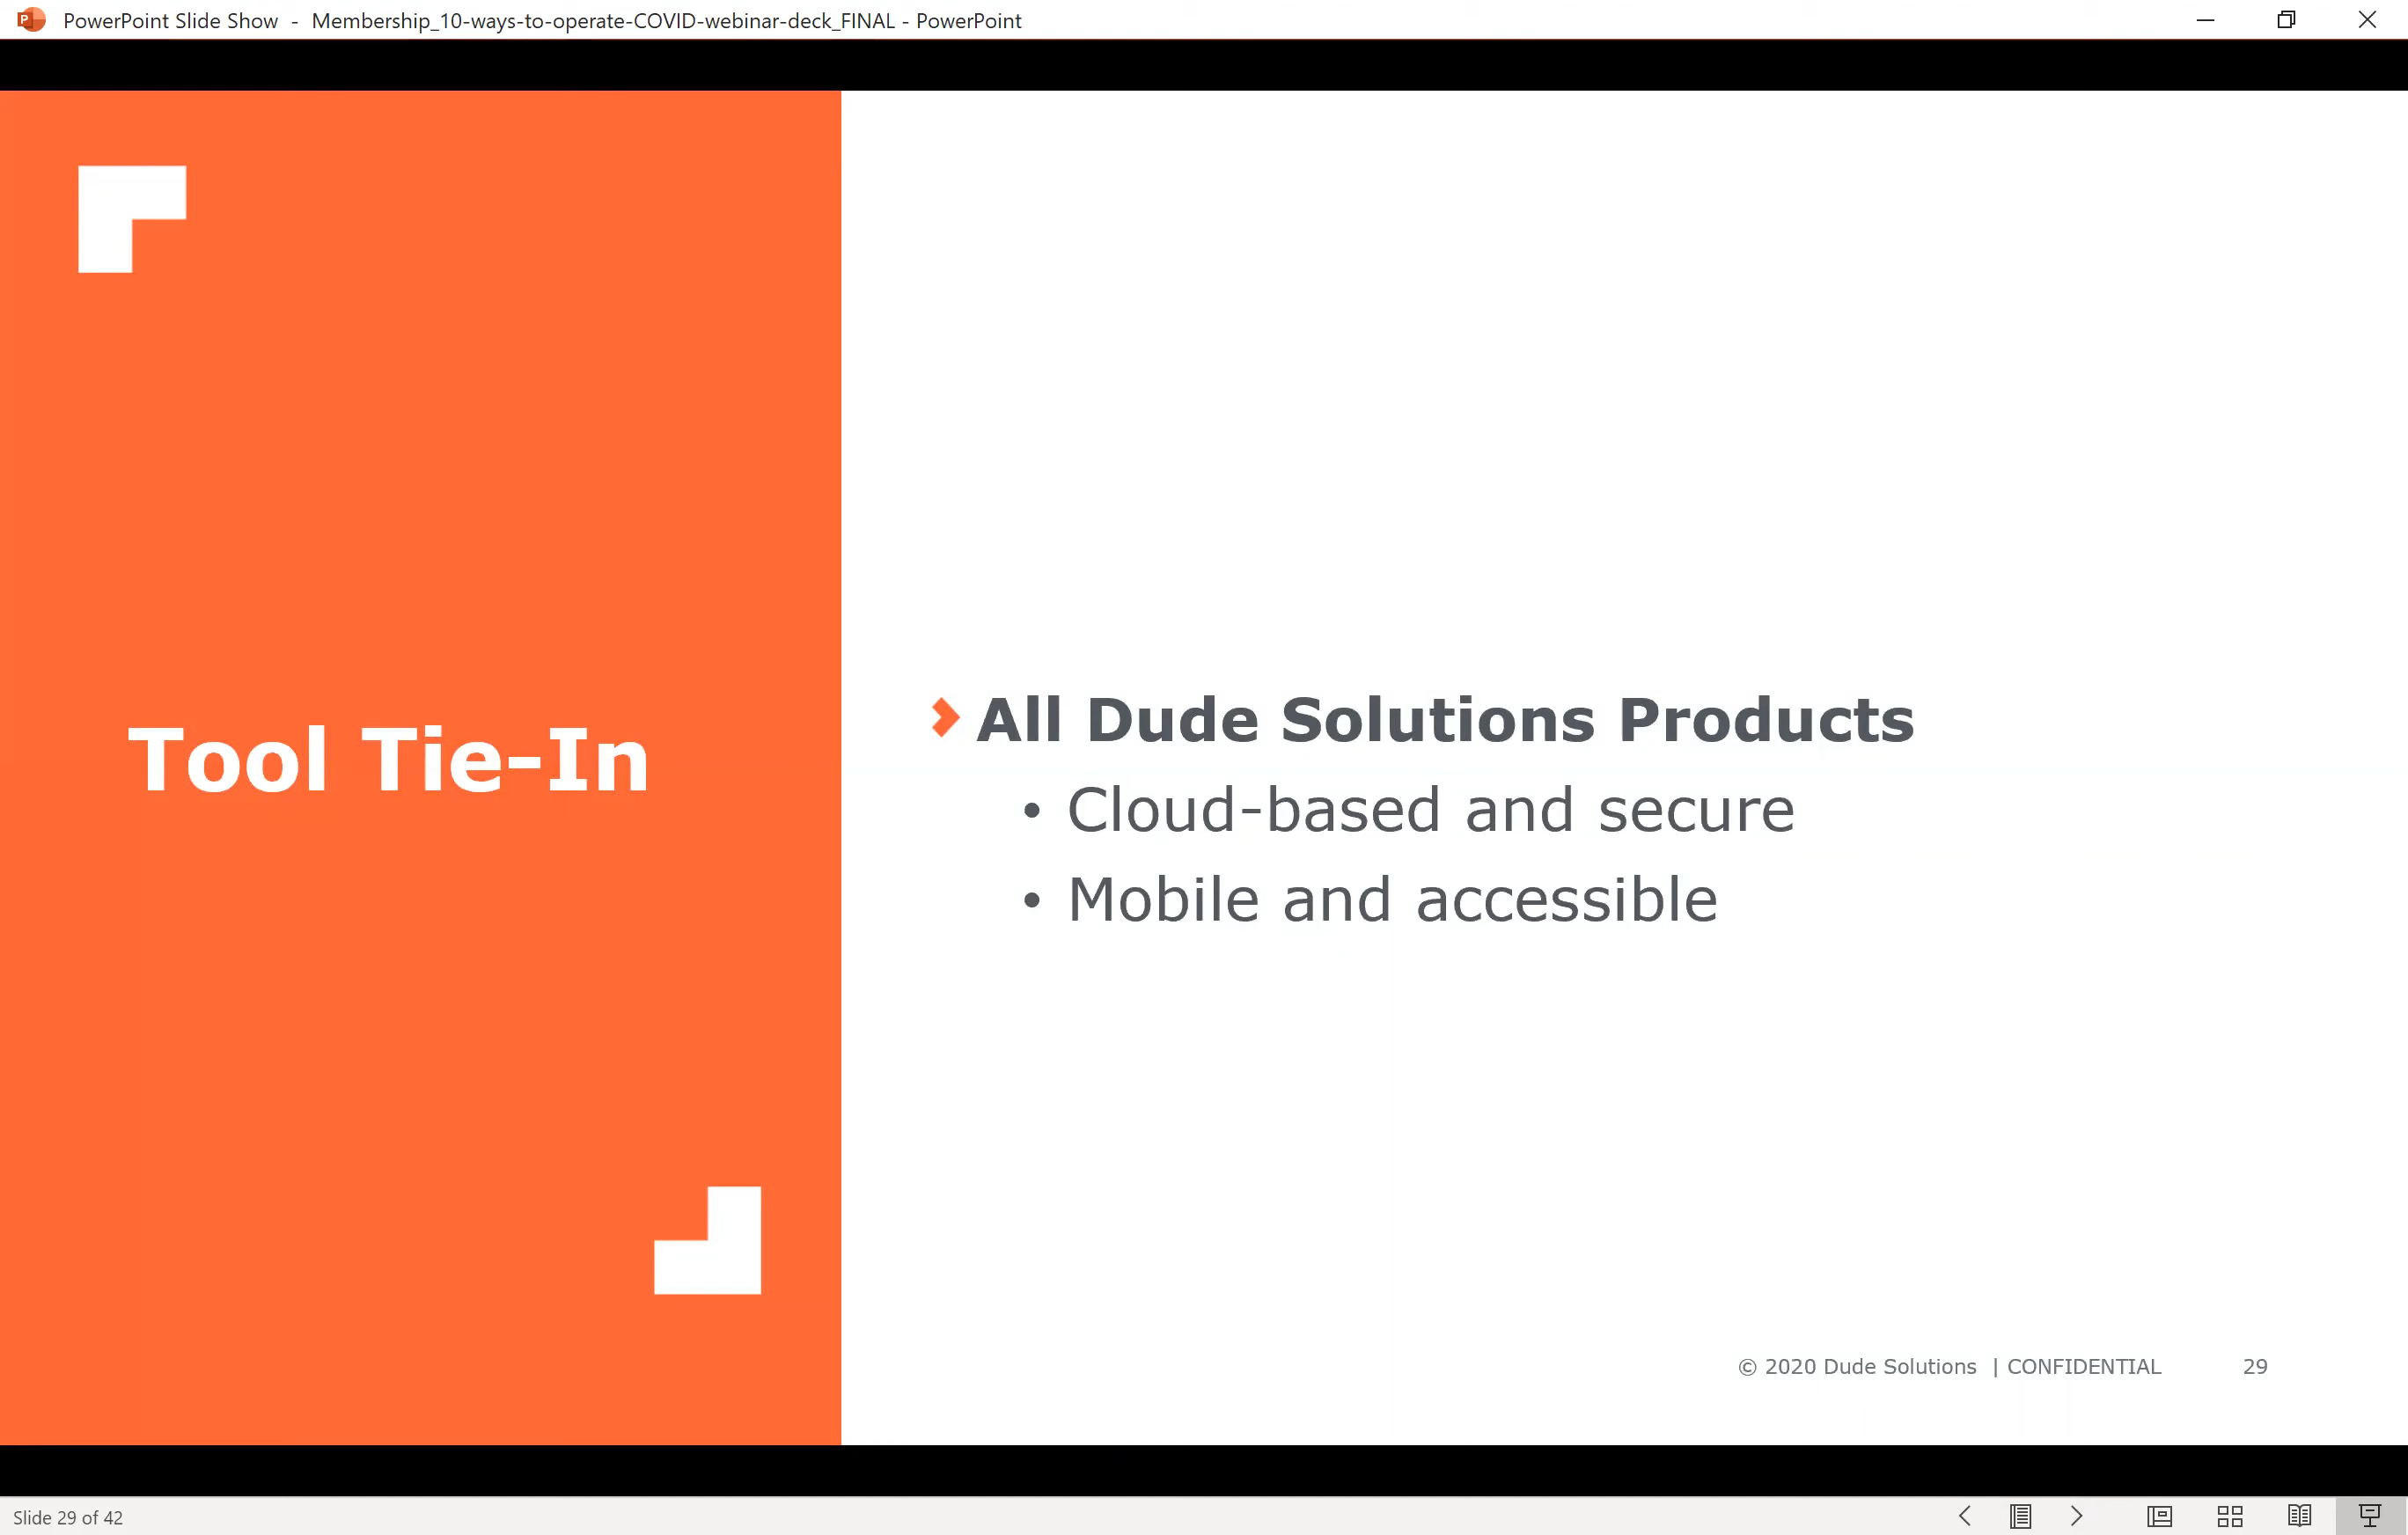 PowerPoint Slide Show - Membership_10-ways-to-operate-COVID-webinar-deck_FINAL - PowerPoint
Tool Tie-In
All Dude Solutions Products
• Cloud-based and secure
• Mobile and accessible
© 2020 Dude Solutions | CONFIDENTIAL 29
Slide 29 of 42